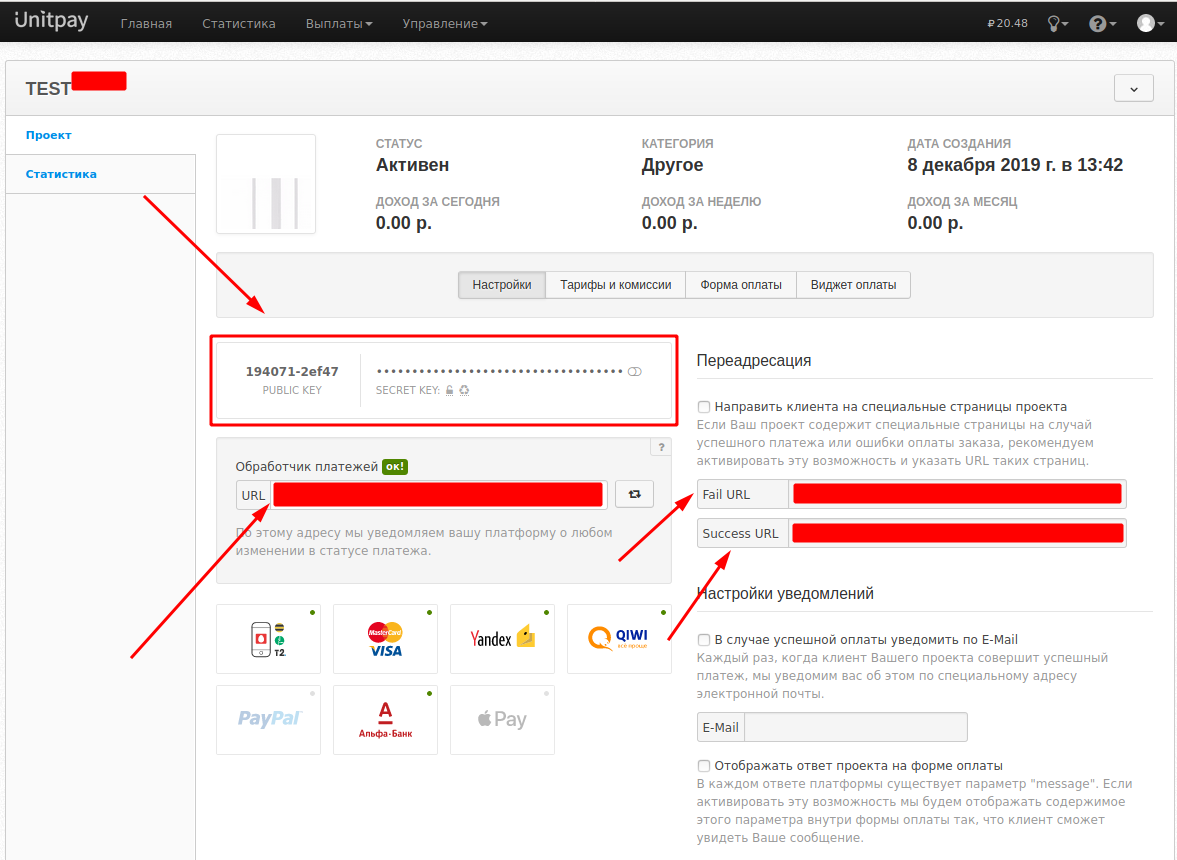 Unitpay
Главная
Статистика
Выплаты
Управление
₽20.48
TEST
Проект
Статистика
СТАТУС
Активен
КАТЕГОРИЯ
Другое
ДАТА СОЗДАНИЯ
8 декабря 2019 г. в 13:42
ДОХОД ЗА СЕГОДНЯ
0.00 р.
ДОХОД ЗА НЕДЕЛЮ
0.00 р.
ДОХОД ЗА МЕСЯЦ
0.00 р.
Настройки
Тарифы и комиссии
Форма оплаты
Виджет оплаты
194071-2ef47
PUBLIC KEY
SECRET KEY:
Обработчик платежей ок!
?
URL
По этому адресу мы уведомляем вашу платформу о любом
изменении в статусе платежа.
T2
MasterCard
VISA
Yandex
QIWI
все проще
PayPal
А
Альфа-Банк
Pay
Переадресация
Направить клиента на специальные страницы проекта
Если Ваш проект содержит специальные страницы на случай
успешного платежа или ошибки оплаты заказа, рекомендуем
активировать эту возможность и указать URL таких страниц.
Fail URL
Success URL
Настройки уведомлений
В случае успешной оплаты уведомить по E-Mail
Каждый раз, когда клиент Вашего проекта совершит успешный
платеж, мы уведомим вас об этом по специальному адресу
электронной почты.
E-Mail
Отображать ответ проекта на форме оплаты
В каждом ответе платформы существует параметр "message". Если
активировать эту возможность мы будем отображать содержимое
этого параметра внутри формы оплаты так, что клиент сможет
увидеть Ваше сообщение.